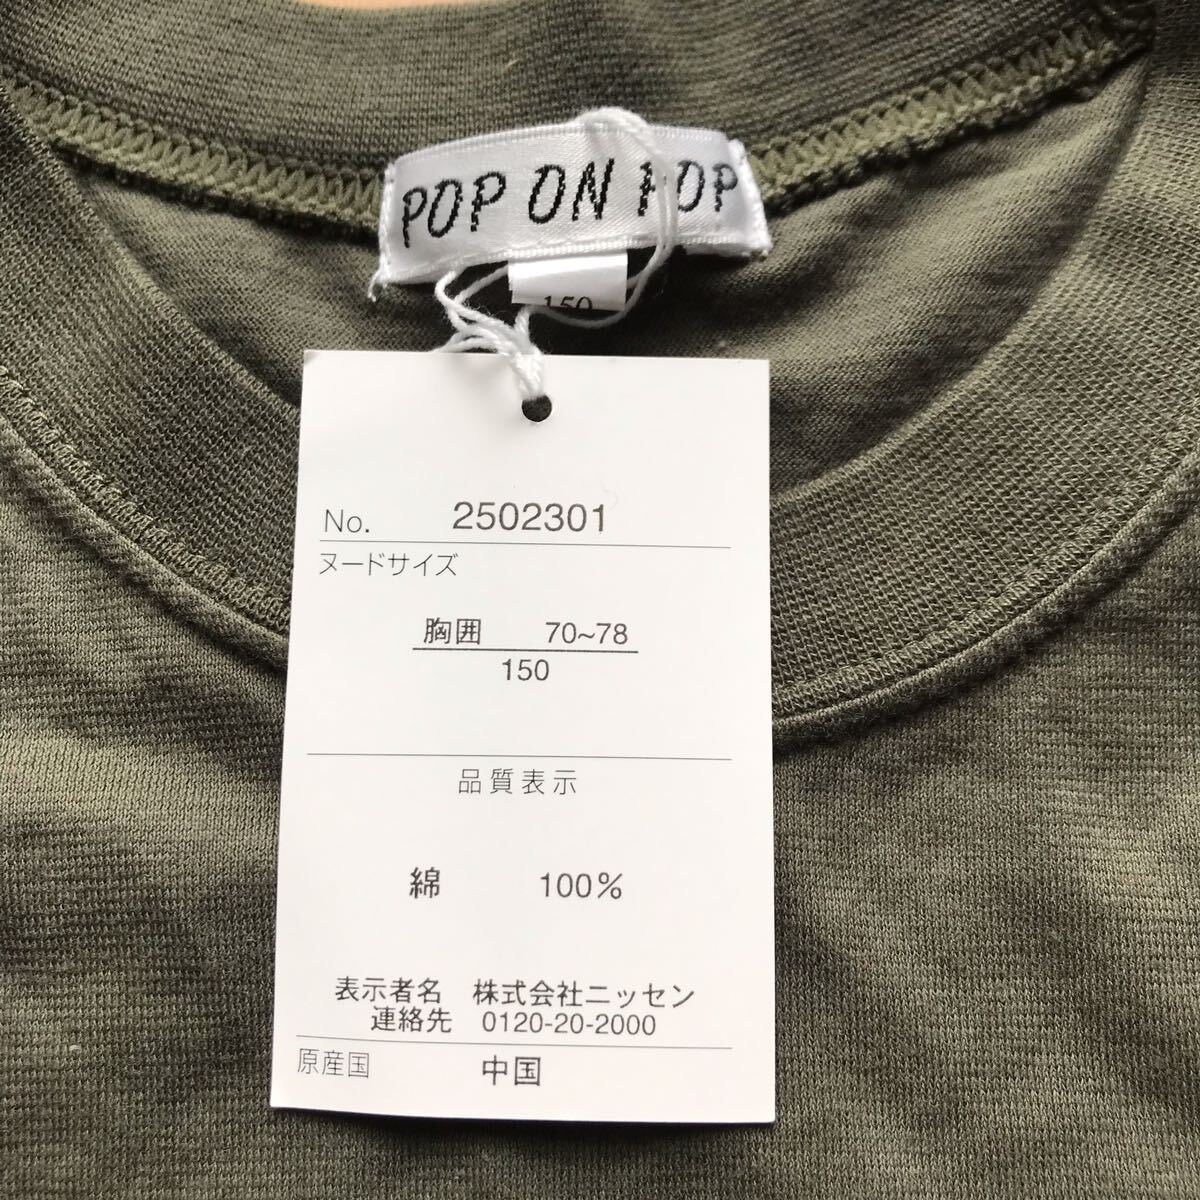 POP ON POP
150
No. 2502301
ヌードサイズ
胸囲 70~78
150
品質表示
綿 100%
表示者名 株式会社ニッセン
連絡先 0120-20-2000
原産国 中国